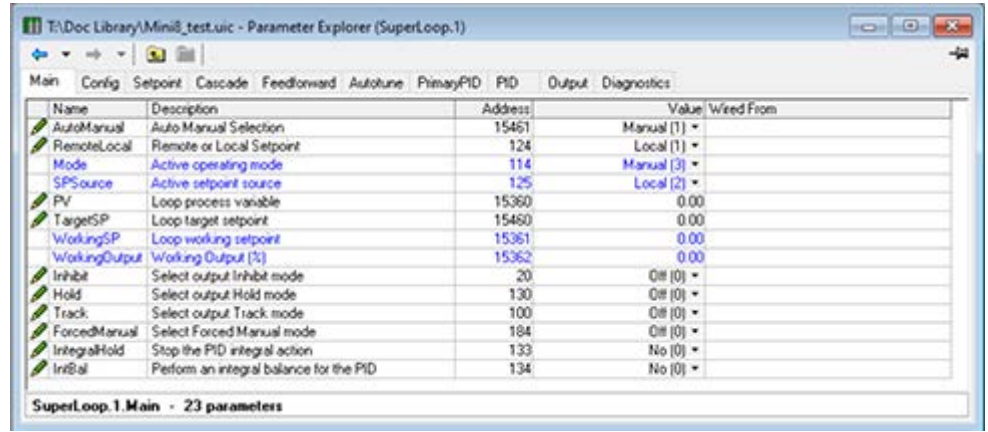 T:\Doc Library\Mini8_test.uic - Parameter Explorer (SuperLoop.1)
Main Config Setpoint Cascade Feedforward Autotune PrimaryPID PID Output Diagnostics
Name Description Address Value Wired From
AutoManual Auto Manual Selection 15461 Manual (1)
RemoteLocal Remote or Local Setpoint 124 Local (1)
Mode Active operating mode 114 Manual (3)
SPSource Active setpoint source 125 Local (2)
PV Loop process variable 15360 0.00
TargetSP Loop target setpoint 15460 0.00
WorkingSP Loop working setpoint 15361 0.00
WorkingOutput Working Output (%) 15362 0.00
Inhibit Select output Inhibit mode 20 Off (0)
Hold Select output Hold mode 130 Off (0)
Track Select output Track mode 100 Off (0)
ForcedManual Select Forced Manual mode 184 Off (0)
IntegralHold Stop the PID integral action 133 No (0)
IntBal Perform an integral balance for the PID 134 No (0)
SuperLoop.1.Main - 23 parameters